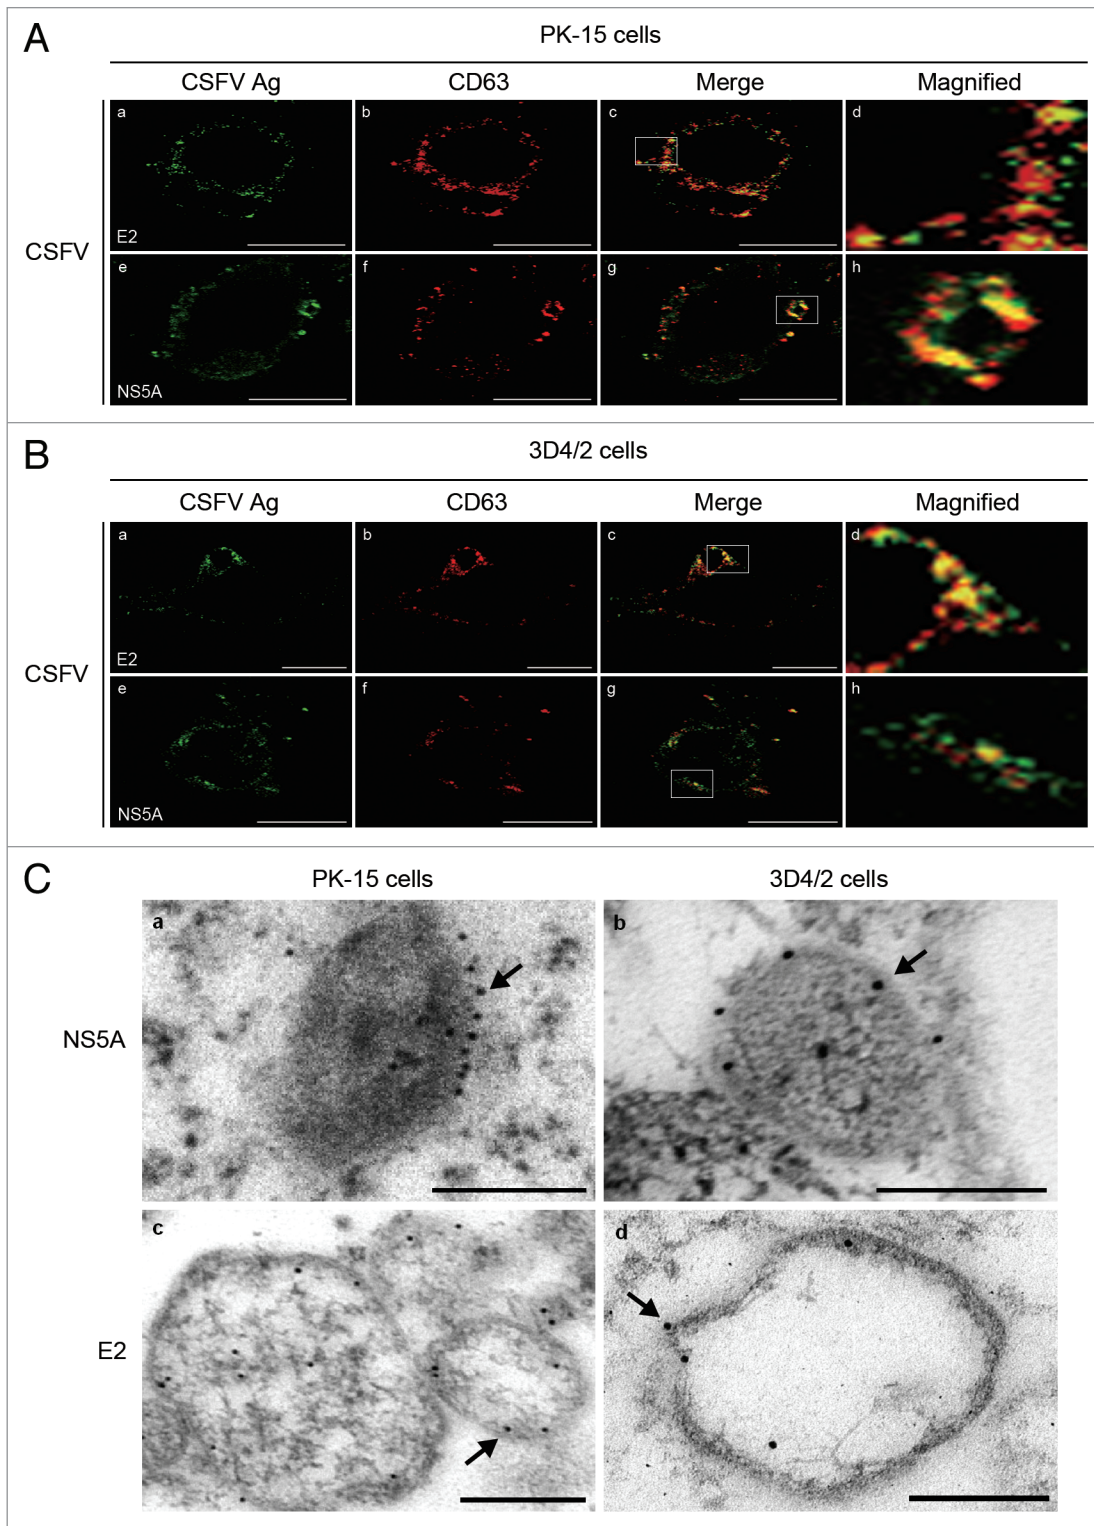 A
PK-15 cells
CSFV Ag CD63 Merge Magnified
a b c d
E2
CSFV
e f g h
NS5A
B
3D4/2 cells
CSFV Ag CD63 Merge Magnified
a b c d
E2
CSFV
e f g h
NS5A
C
PK-15 cells 3D4/2 cells
a b
NS5A
c d
E2